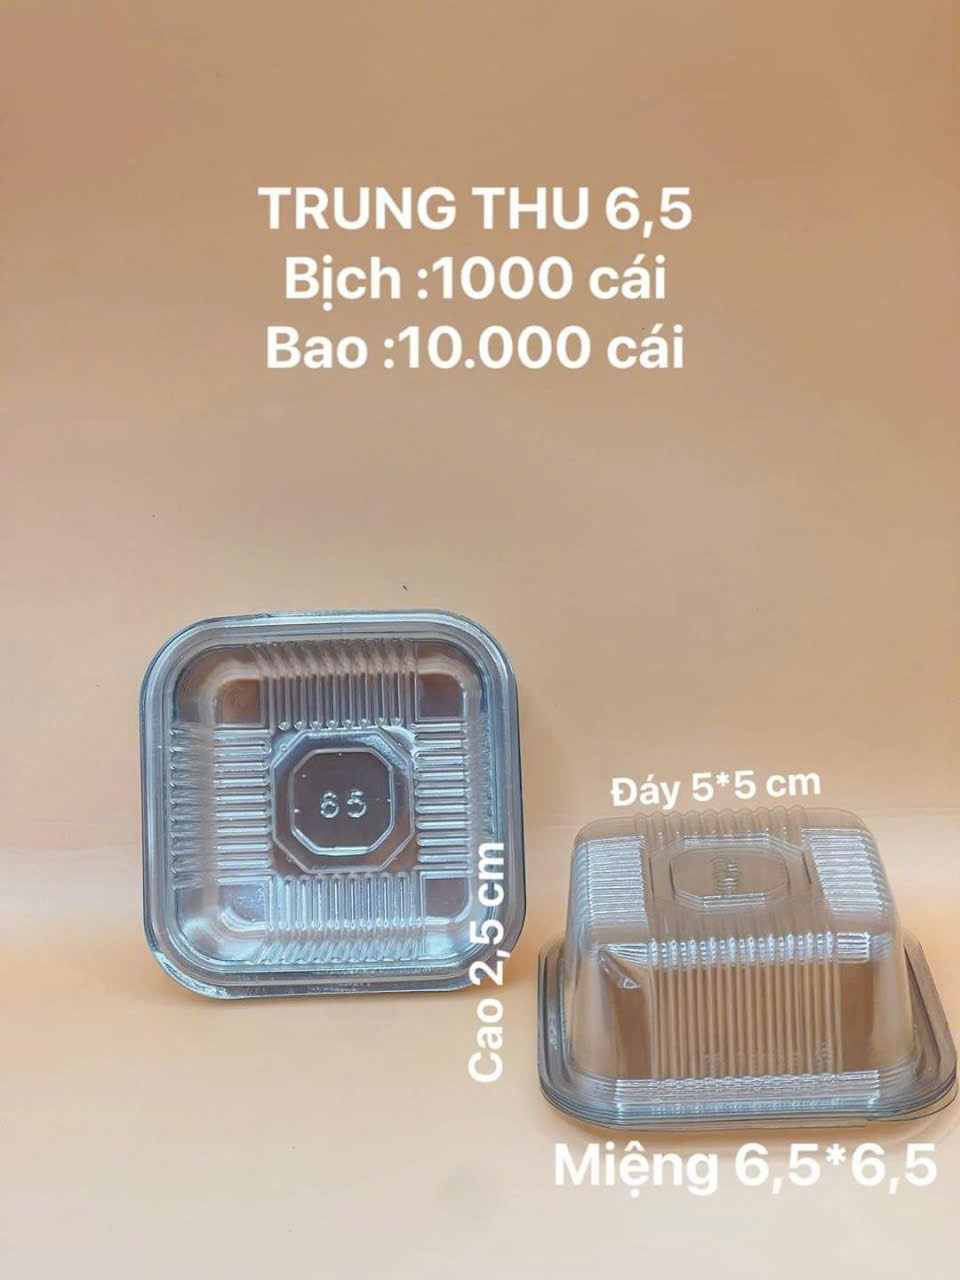 TRUNG THU 6,5
Bịch :1000 cái
Bao :10.000 cái
65
Đáy 5*5 cm
Cao 2,5 cm
Miệng 6,5*6,5